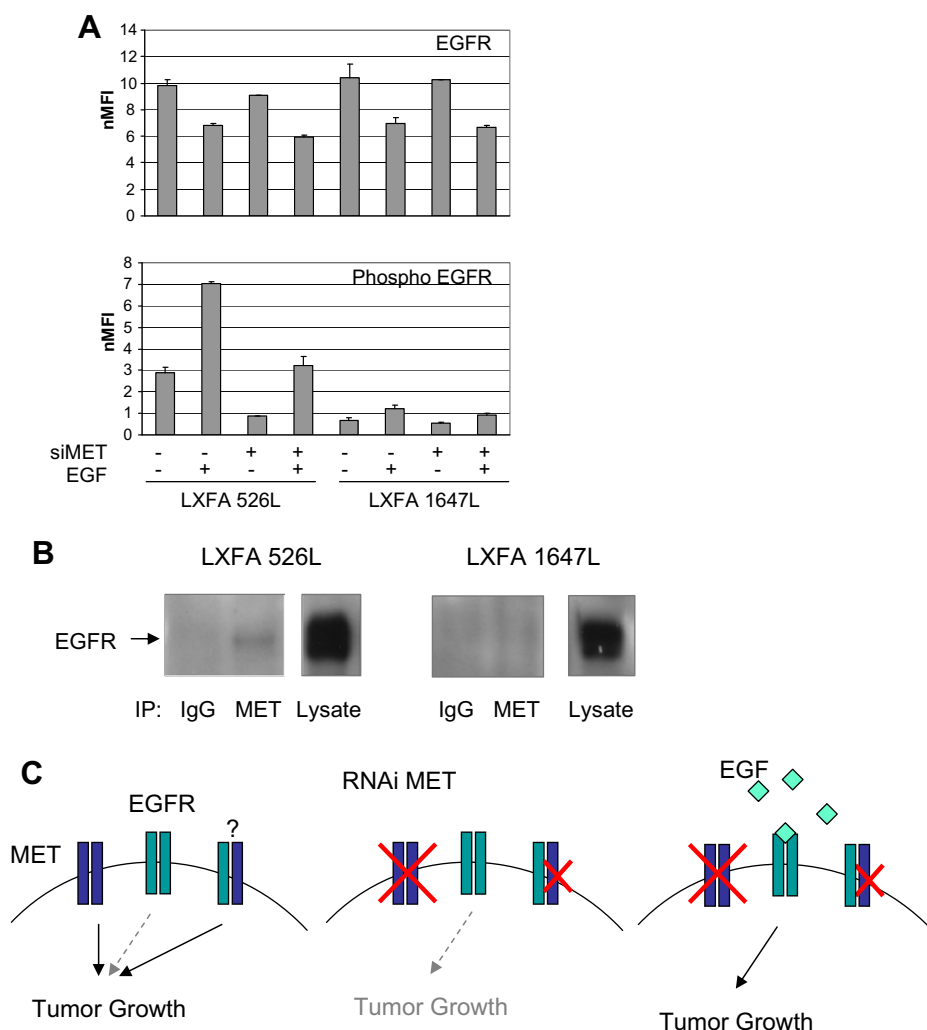 A
EGFR
nMFI
14
12
10
8
6
4
2
0
Phospho EGFR
nMFI
8
7
6
5
4
3
2
1
0
siMET - - + + - - + +
EGF - + - + - + - +
LXFA 526L LXFA 1647L
B
LXFA 526L LXFA 1647L
EGFR
IP: IgG MET Lysate IgG MET Lysate
C
RNAi MET
EGF
EGFR
?
MET
Tumor Growth Tumor Growth Tumor Growth